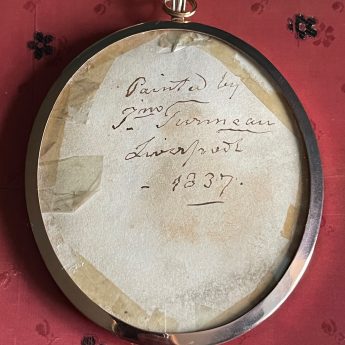 Painted by
Jno Turmeau
Liverpool
- 1837.